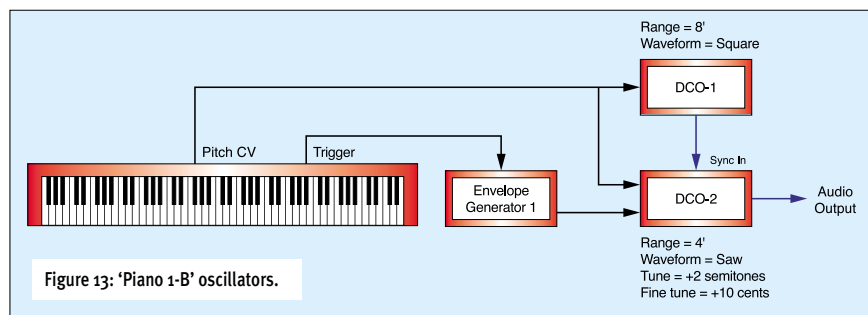 Range = 8'
Waveform = Square
DCO-1
Pitch CV
Trigger
Sync In
Envelope
Generator 1
DCO-2
Audio
Output
Range = 4'
Waveform = Saw
Tune = +2 semitones
Fine tune = +10 cents
Figure 13: ‘Piano 1-B’ oscillators.